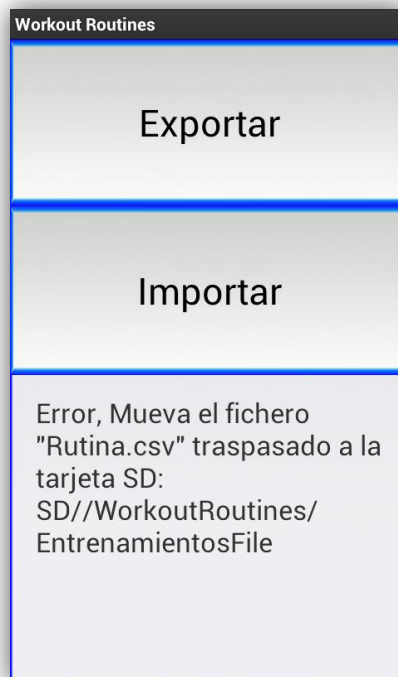 Workout Routines
Exportar
Importar
Error, Mueva el fichero
"Rutina.csv" traspasado a la
tarjeta SD:
SD//WorkoutRoutines/
EntrenamientosFile